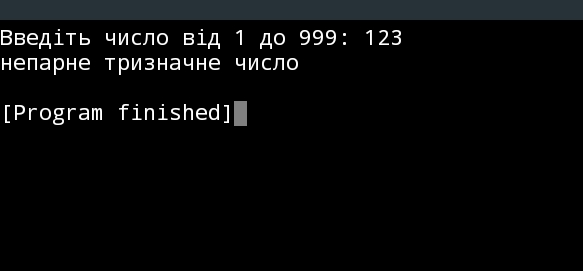 Введіть число від 1 до 999: 123
непарне тризначне число
[Program finished]